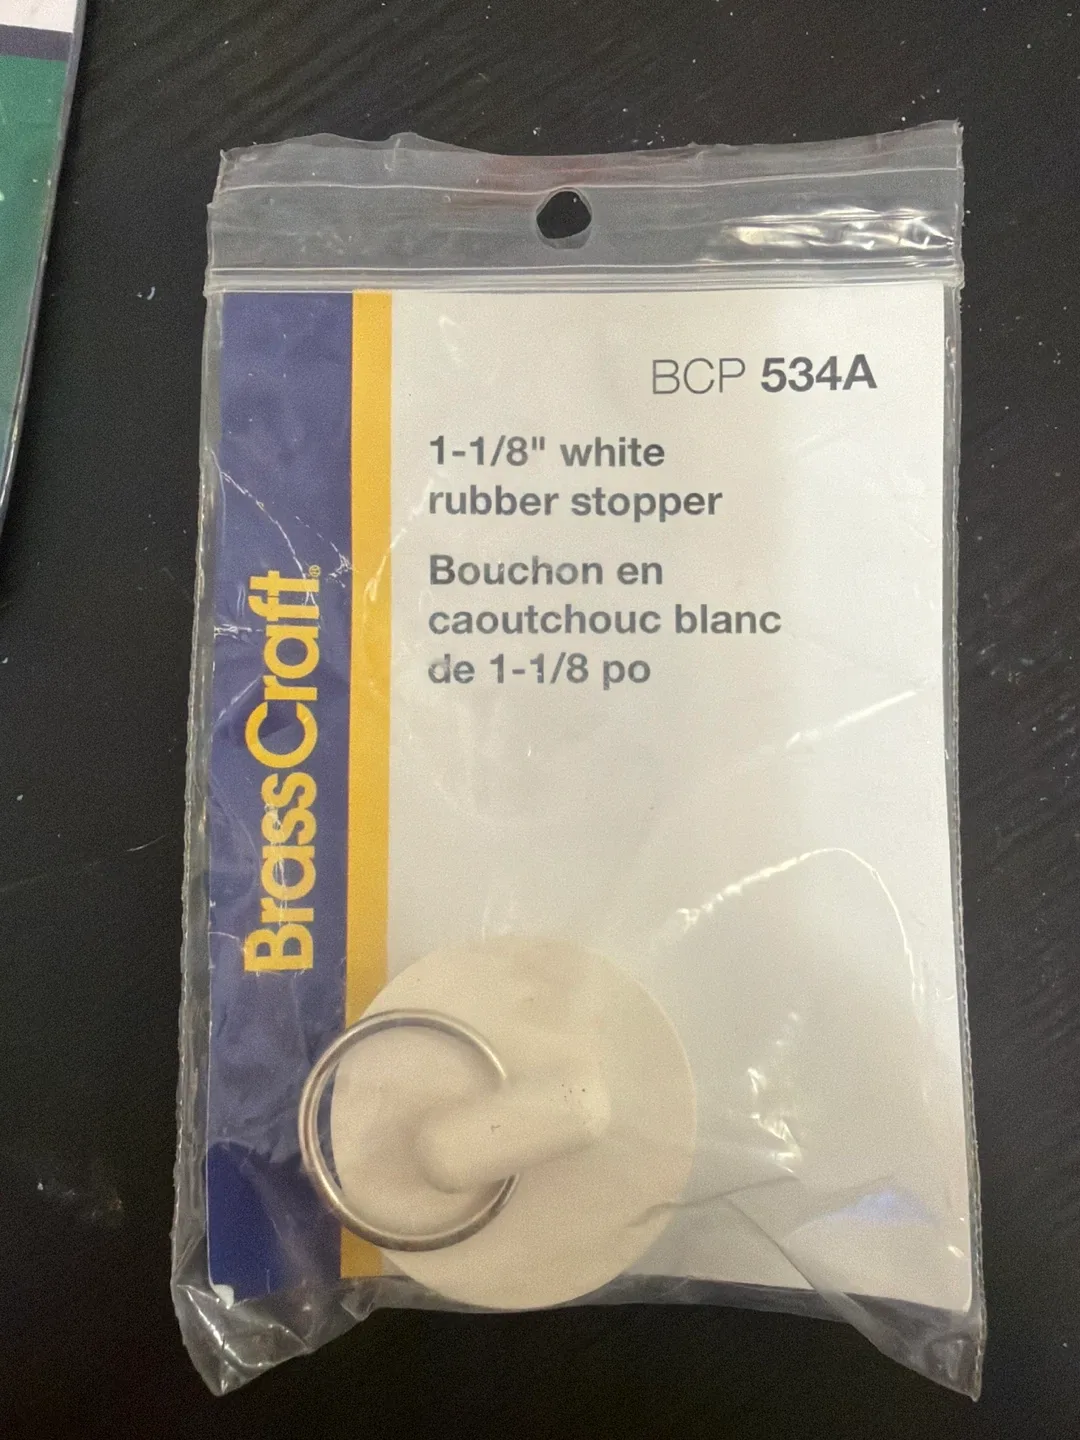 BCP 534A
1-1/8" white
rubber stopper
Bouchon en
caoutchouc blanc
de 1-1/8 po
BrassCraft®